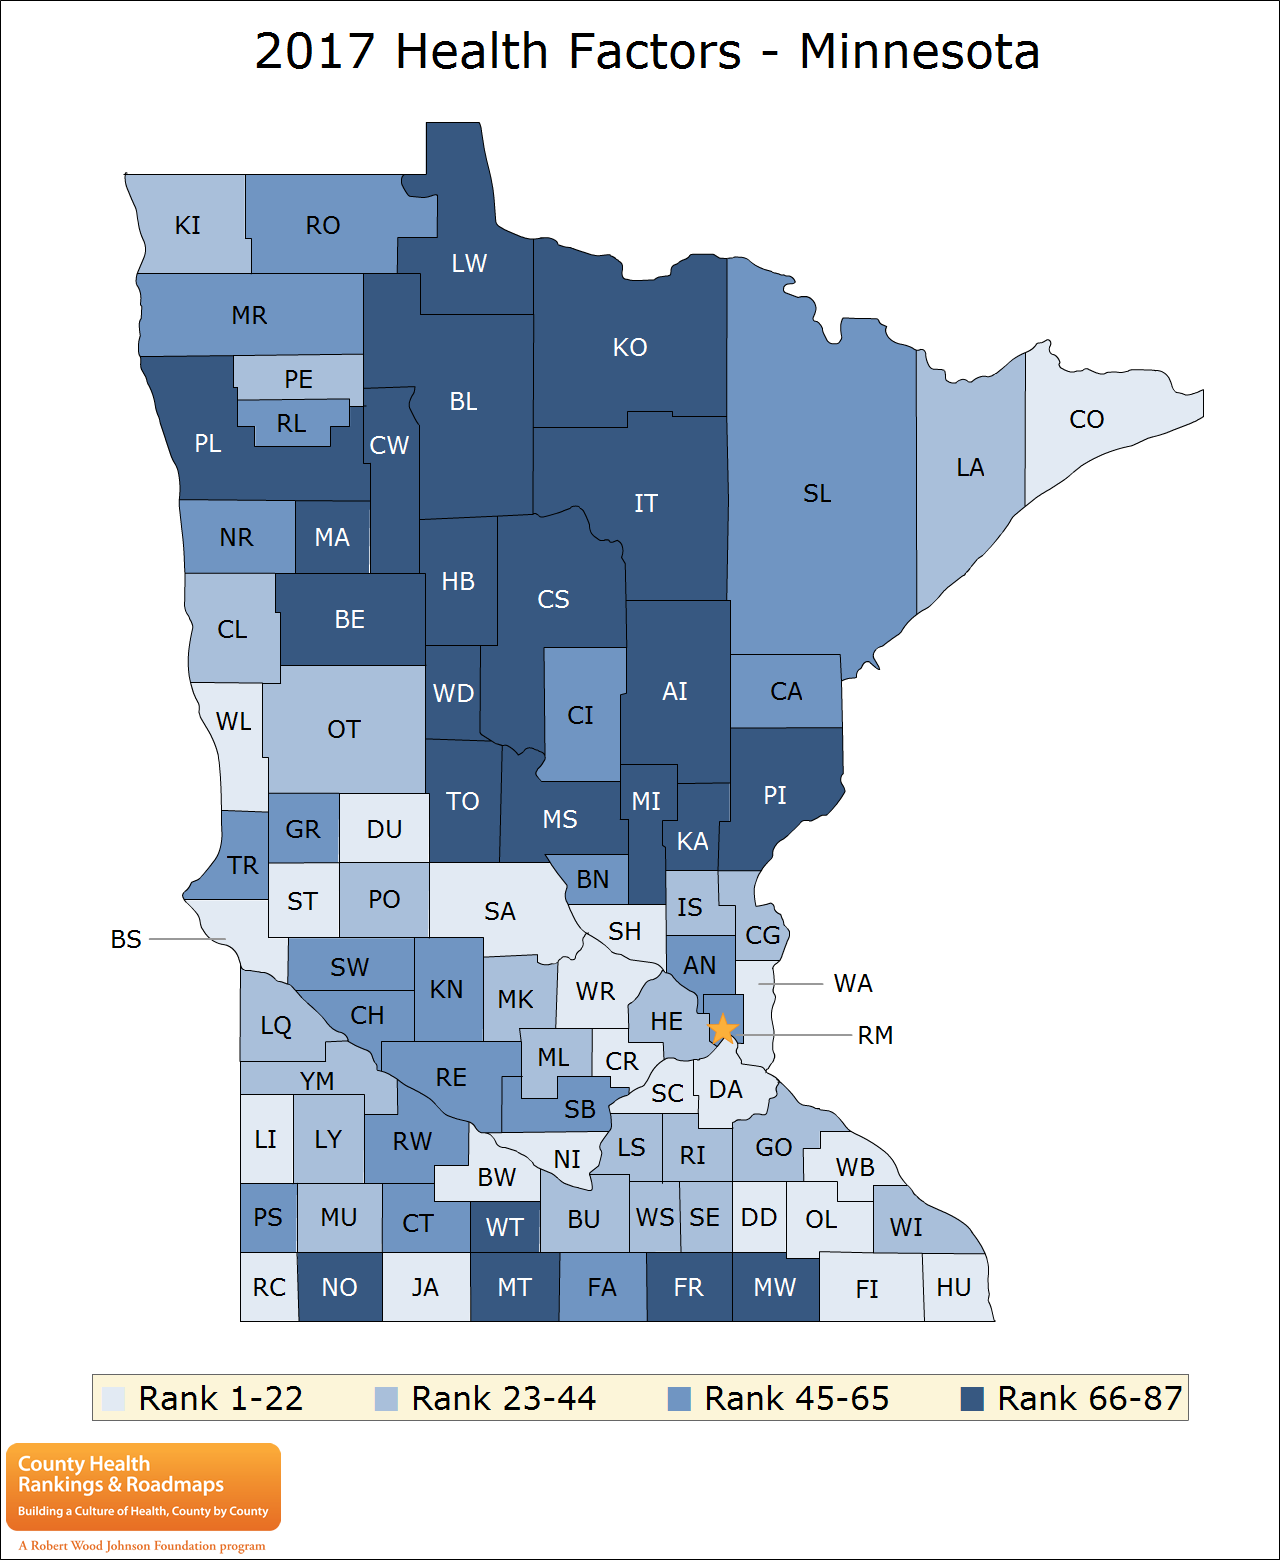 2017 Health Factors - Minnesota
KI
RO
LW
MR
KO
PE
BL
RL
CO
PL
CW
LA
SL
IT
NR
MA
HB
CS
BE
CL
AI
CA
WD
CI
WL
OT
PI
TO
MI
MS
GR
DU
KA
TR
BN
ST
PO
SA
IS
SH
CG
BS
SW
AN
WA
KN
WR
MK
CH
HE
LQ
RM
ML
CR
YM
RE
SC
DA
SB
LI
LY
RW
LS
RI
GO
NI
WB
BW
PS
MU
CT
WT
BU
WS
SE
DD
OL
WI
RC
NO
JA
MT
FA
FR
MW
FI
HU
Rank 1-22
Rank 23-44
Rank 45-65
Rank 66-87
County Health
Rankings & Roadmaps
Building a Culture of Health, County by County
A Robert Wood Johnson Foundation program